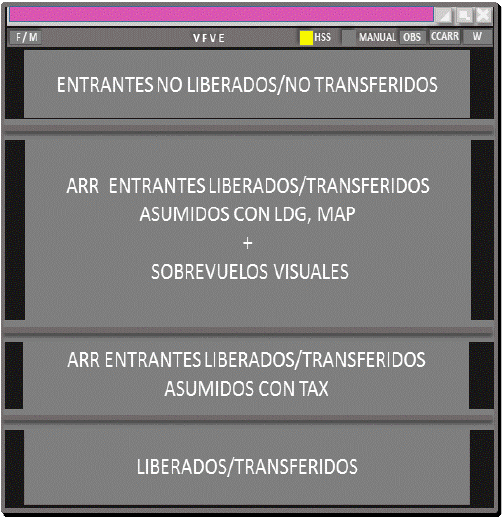 F/M VFVE HSS MANUAL OBS CCARR W
ENTRANTES NO LIBERADOS/NO TRANSFERIDOS
ARR ENTRANTES LIBERADOS/TRANSFERIDOS
ASUMIDOS CON LDG, MAP
+
SOBREVUELOS VISUALES
ARR ENTRANTES LIBERADOS/TRANSFERIDOS
ASUMIDOS CON TAX
LIBERADOS/TRANSFERIDOS